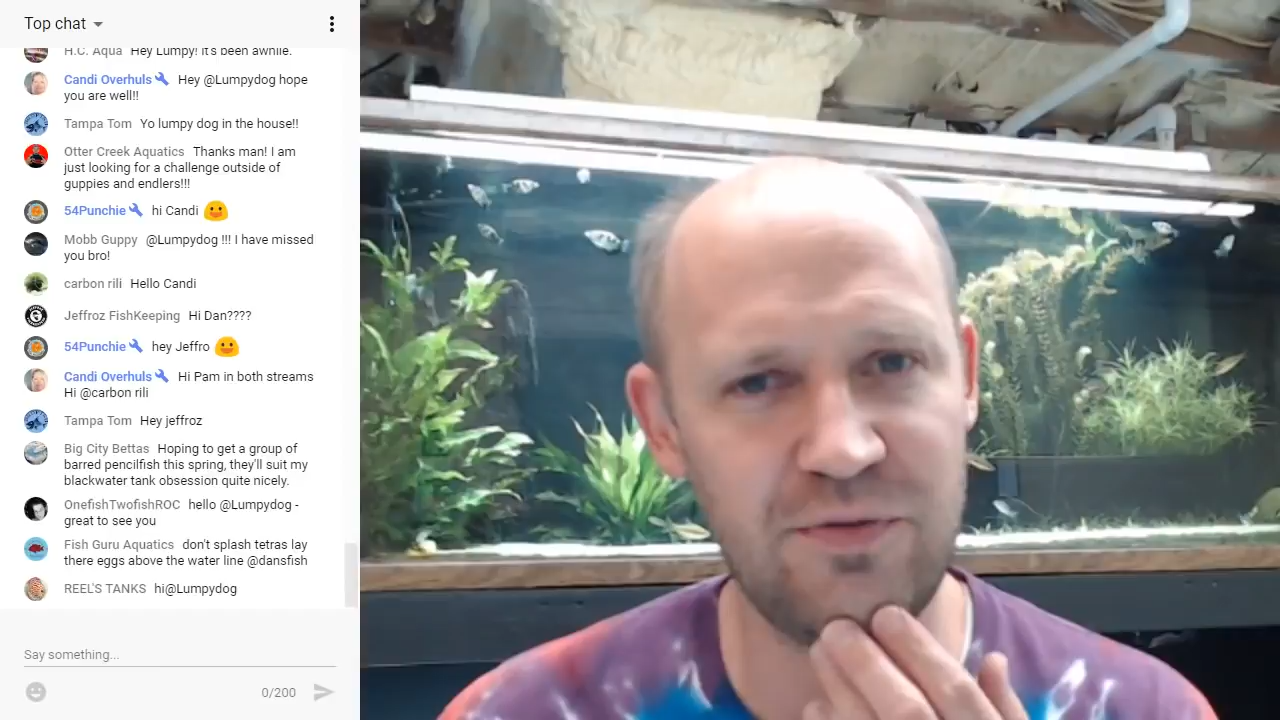 Top chat
H.C. Aqua Hey Lumpy! It's been awhile.
Candi Overhuls Hey @Lumpydog hope
you are well!!
Tampa Tom Yo lumpy dog in the house!!
Otter Creek Aquatics Thanks man! I am
just looking for a challenge outside of
guppies and endlers!!!
54Punchie hi Candi
Mobb Guppy @Lumpydog !!! I have missed
you bro!
carbon rili Hello Candi
Jeffroz FishKeeping Hi Dan????
54Punchie hey Jeffro
Candi Overhuls Hi Pam in both streams
Hi @carbon rili
Tampa Tom Hey jeffroz
Big City Bettas Hoping to get a group of
barred pencilfish this spring, they'll suit my
blackwater tank obsession quite nicely.
OnefishTwofishROC hello @Lumpydog -
great to see you
Fish Guru Aquatics don't splash tetras lay
there eggs above the water line @dansfish
REEL'S TANKS hi@Lumpydog
Say something...
0/200